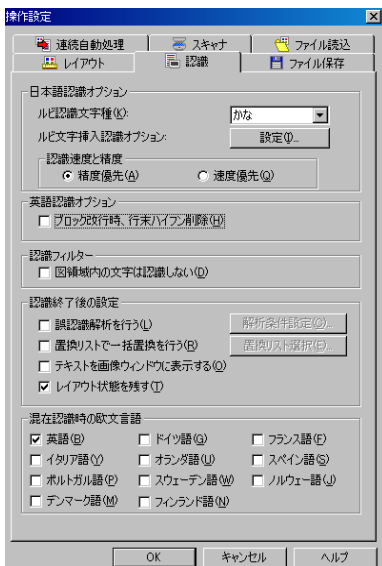 操作設定
連続自動処理 スキャナ ファイル読込
レイアウト 認識 ファイル保存
日本語認識オプション
ルビ認識文字種(K): かな
ルビ文字挿入認識オプション: 設定(I)...
認識速度と精度
精度優先(A) 速度優先(Q)
英語認識オプション
ブロック改行時、行末ハイフン削除(H)
認識フィルター
図領域内の文字は認識しない(D)
認識終了後の設定
誤認識解析を行う(L) 解析条件設定(O)...
置換リストで一括置換を行う(R) 置換リスト選択(E)...
テキストを画像ウィンドウに表示する(O)
レイアウト状態を残す(T)
混在認識時の欧文言語
英語(B) ドイツ語(G) フランス語(F)
イタリア語(Y) オランダ語(U) スペイン語(S)
ポルトガル語(P) スウェーデン語(W) ノルウェー語(J)
デンマーク語(M) フィンランド語(N)
OK キャンセル ヘルプ